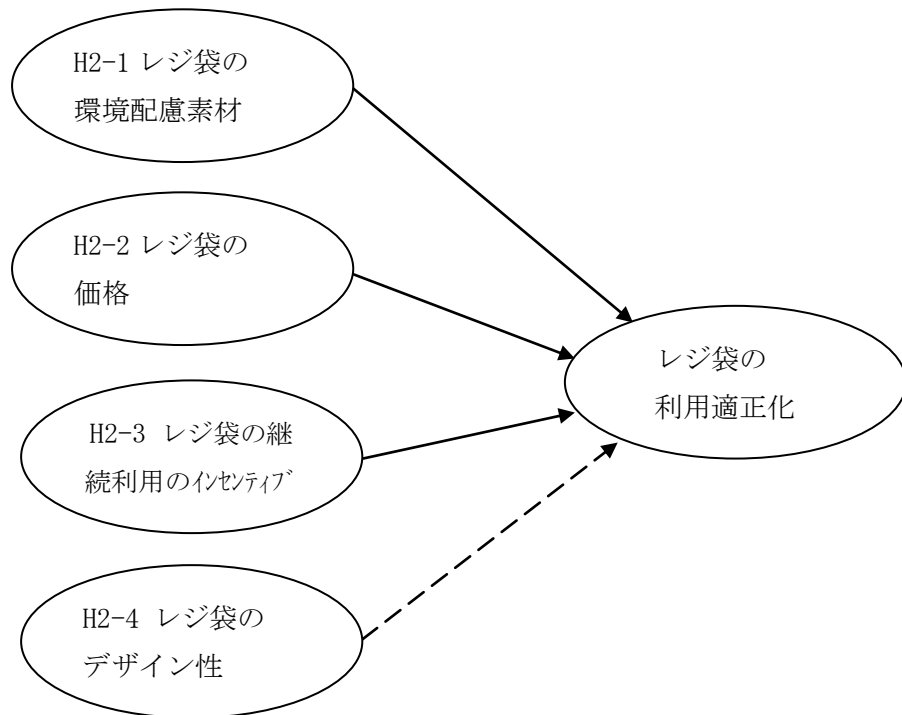 H2-1 レジ袋の
環境配慮素材
H2-2 レジ袋の
価格
H2-3 レジ袋の継
続利用のインセンティブ
H2-4 レジ袋の
デザイン性
レジ袋の
利用適正化